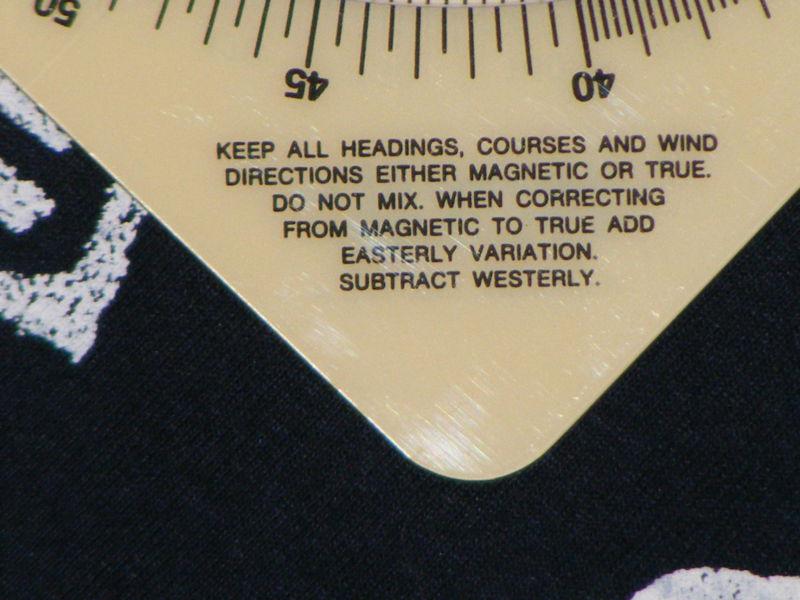 50
45
40
KEEP ALL HEADINGS, COURSES AND WIND
DIRECTIONS EITHER MAGNETIC OR TRUE.
DO NOT MIX. WHEN CORRECTING
FROM MAGNETIC TO TRUE ADD
EASTERLY VARIATION.
SUBTRACT WESTERLY.